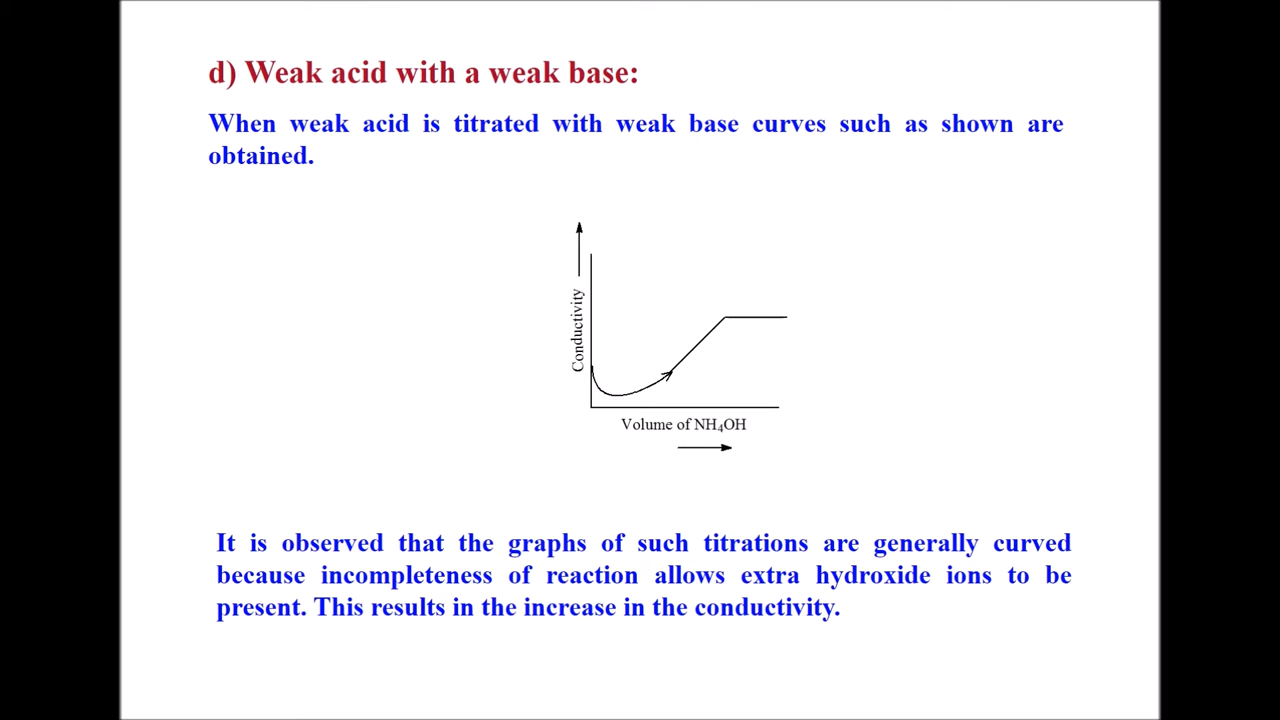 d) Weak acid with a weak base:
When weak acid is titrated with weak base curves such as shown are
obtained.
Conductivity
Volume of NH₄OH
It is observed that the graphs of such titrations are generally curved
because incompleteness of reaction allows extra hydroxide ions to be
present. This results in the increase in the conductivity.